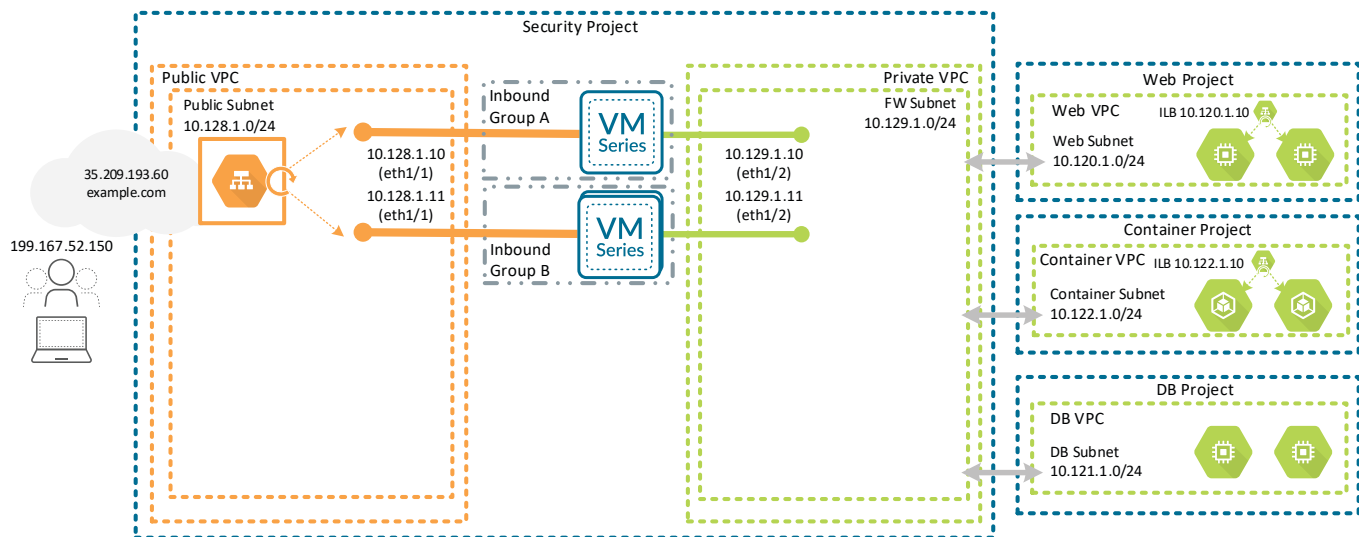 Security Project
Public VPC
Public Subnet
10.128.1.0/24
35.209.193.60
example.com
199.167.52.150
10.128.1.10
(eth1/1)
10.128.1.11
(eth1/1)
Inbound
Group A
VM
Series
Inbound
Group B
VM
Series
Private VPC
FW Subnet
10.129.1.0/24
10.129.1.10
(eth1/2)
10.129.1.11
(eth1/2)
Web Project
Web VPC
ILB 10.120.1.10
Web Subnet
10.120.1.0/24
Container Project
Container VPC
ILB 10.122.1.10
Container Subnet
10.122.1.0/24
DB Project
DB VPC
DB Subnet
10.121.1.0/24